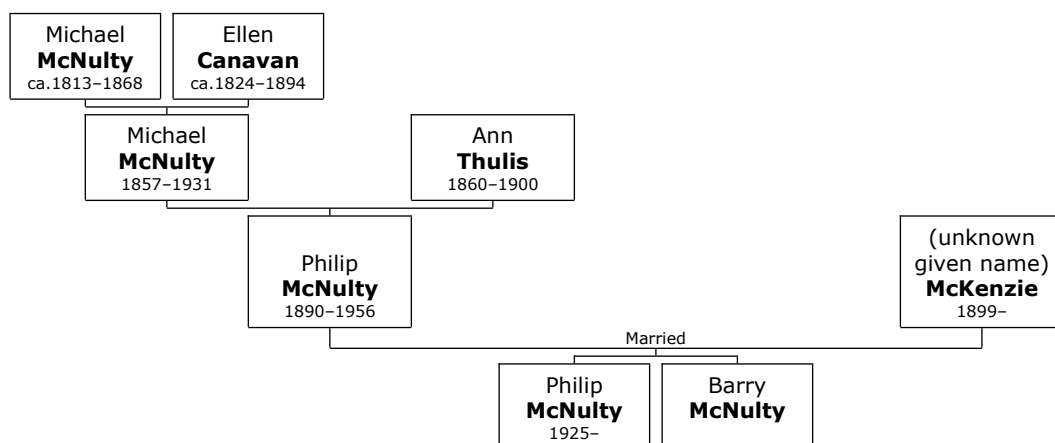 Michael
McNulty
ca.1813–1868
Ellen
Canavan
ca.1824–1894
Michael
McNulty
1857–1931
Ann
Thulis
1860–1900
Philip
McNulty
1890–1956
(unknown
given name)
McKenzie
1899–
Married
Philip
McNulty
1925–
Barry
McNulty